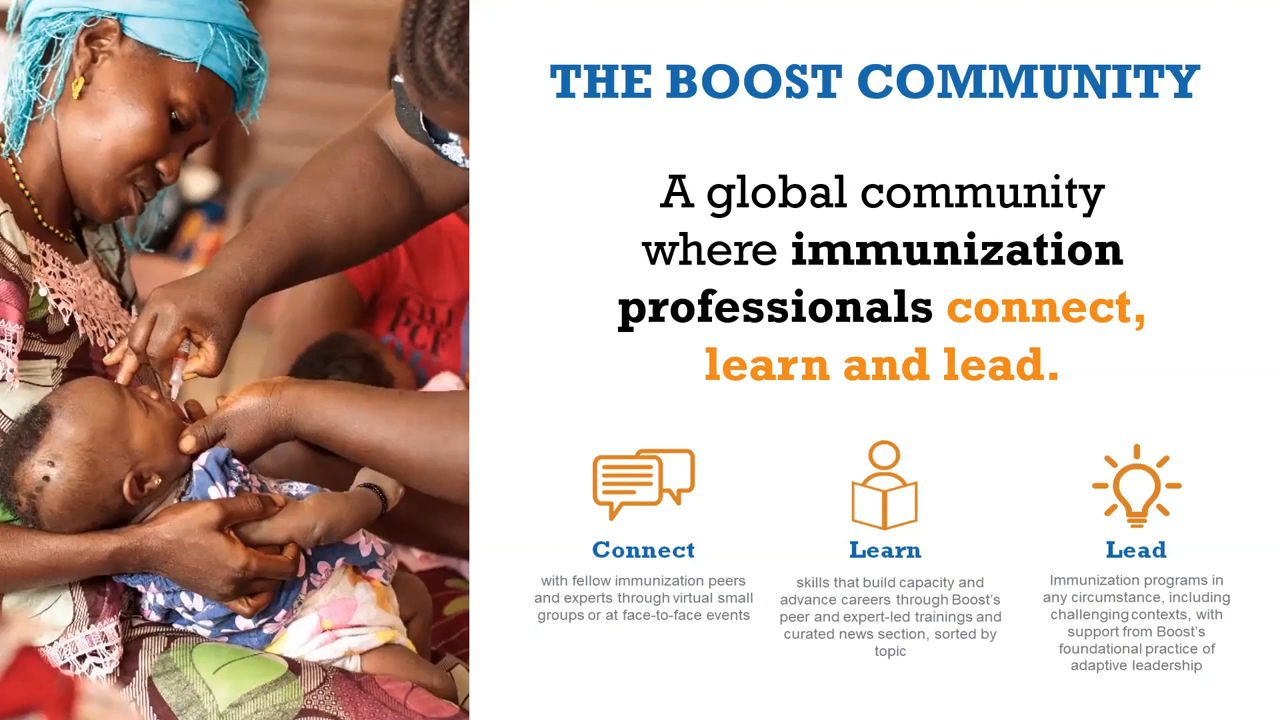 THE BOOST COMMUNITY
A global community
where immunization
professionals connect,
learn and lead.
Connect
with fellow immunization peers
and experts through virtual small
groups or at face-to-face events
Learn
skills that build capacity and
advance careers through Boost's
peer and expert-led trainings and
curated news section, sorted by
topic
Lead
Immunization programs in
any circumstance, including
challenging contexts, with
support from Boost's
foundational practice of
adaptive leadership